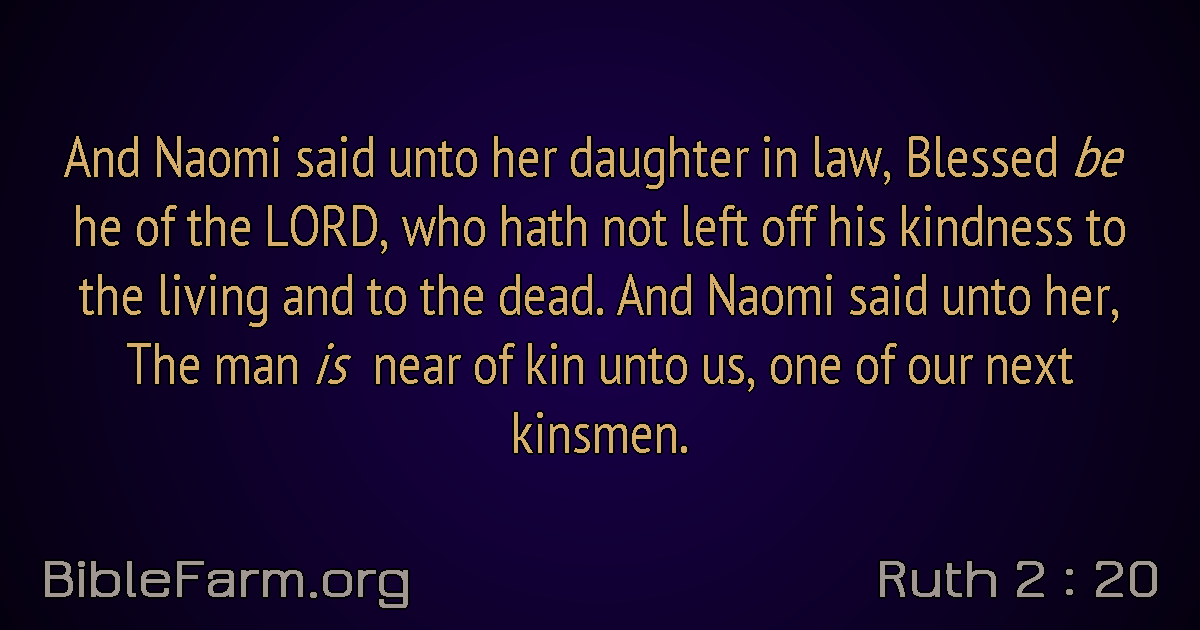 And Naomi said unto her daughter in law, Blessed be
he of the LORD, who hath not left off his kindness to
the living and to the dead. And Naomi said unto her,
The man is near of kin unto us, one of our next
kinsmen.
BibleFarm.org
Ruth 2 : 20